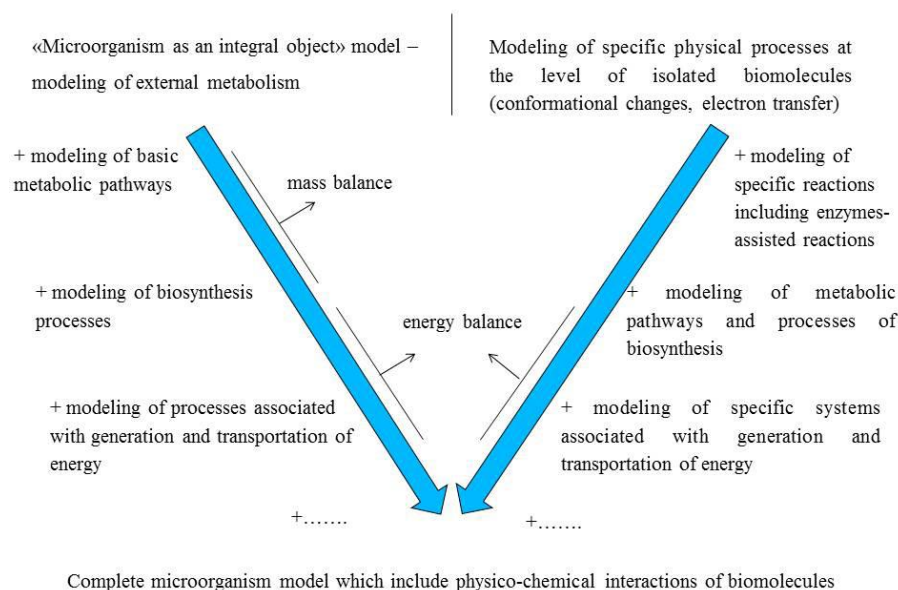 «Microorganism as an integral object» model –
modeling of external metabolism
Modeling of specific physical processes at
the level of isolated biomolecules
(conformational changes, electron transfer)
+ modeling of basic
metabolic pathways
mass balance
+ modeling of
specific reactions
including enzymes-
assisted reactions
+ modeling of biosynthesis
processes
energy balance
+ modeling of metabolic
pathways and processes of
biosynthesis
+ modeling of processes associated
with generation and transportation of
energy
+ modeling of specific systems
associated with generation and
transportation of energy
+.......
+.......
Complete microorganism model which include physico-chemical interactions of biomolecules